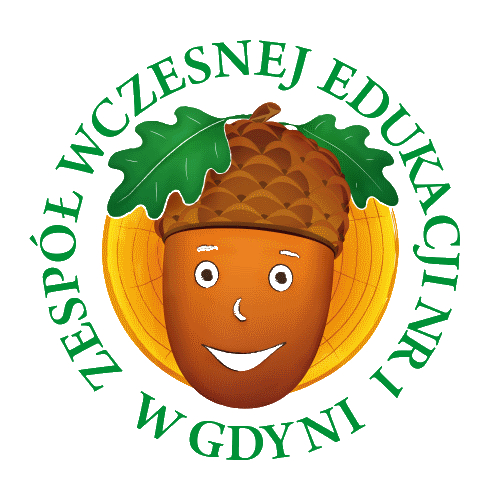 ZESPÓŁ WCZESNEJ EDUKACJI NR 1
W GDYNI